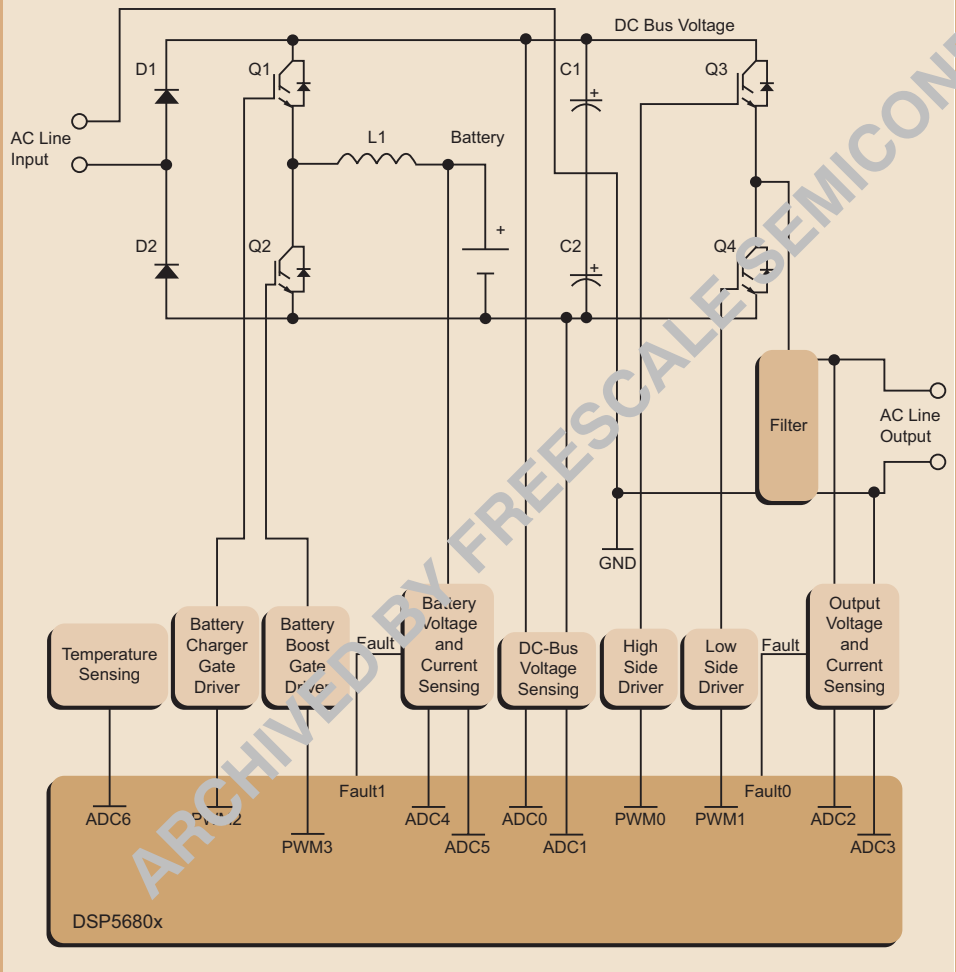 DC Bus Voltage
D1
Q1
C1
+
Q3
AC Line
Input
L1
Battery
+
D2
Q2
C2
+
Q4
Filter
AC Line
Output
GND
Temperature
Sensing
Battery
Charger
Gate
Driver
Battery
Boost
Gate
Driver
Fault
Battery
Voltage
and
Current
Sensing
DC-Bus
Voltage
Sensing
High
Side
Driver
Low
Side
Driver
Fault
Output
Voltage
and
Current
Sensing
Fault1
Fault0
ADC6
PWM2
PWM3
ADC4
ADC5
ADC0
ADC1
PWM0
PWM1
ADC2
ADC3
DSP5680x
ARCHIVED BY FREESCALE SEMICON